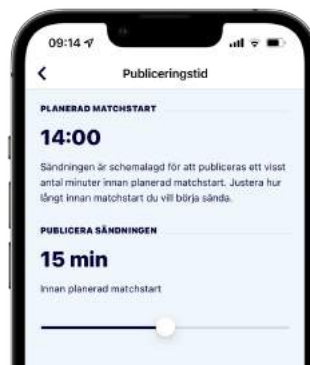 09:14
Publiceringstid
PLANERAD MATCHSTART
14:00
Sändningen är schemalagd för att publiceras ett visst
antal minuter innan planerad matchstart. Justera hur
långt innan matchstart du vill börja sända.
PUBLICERA SÄNDNINGEN
15 min
Innan planerad matchstart